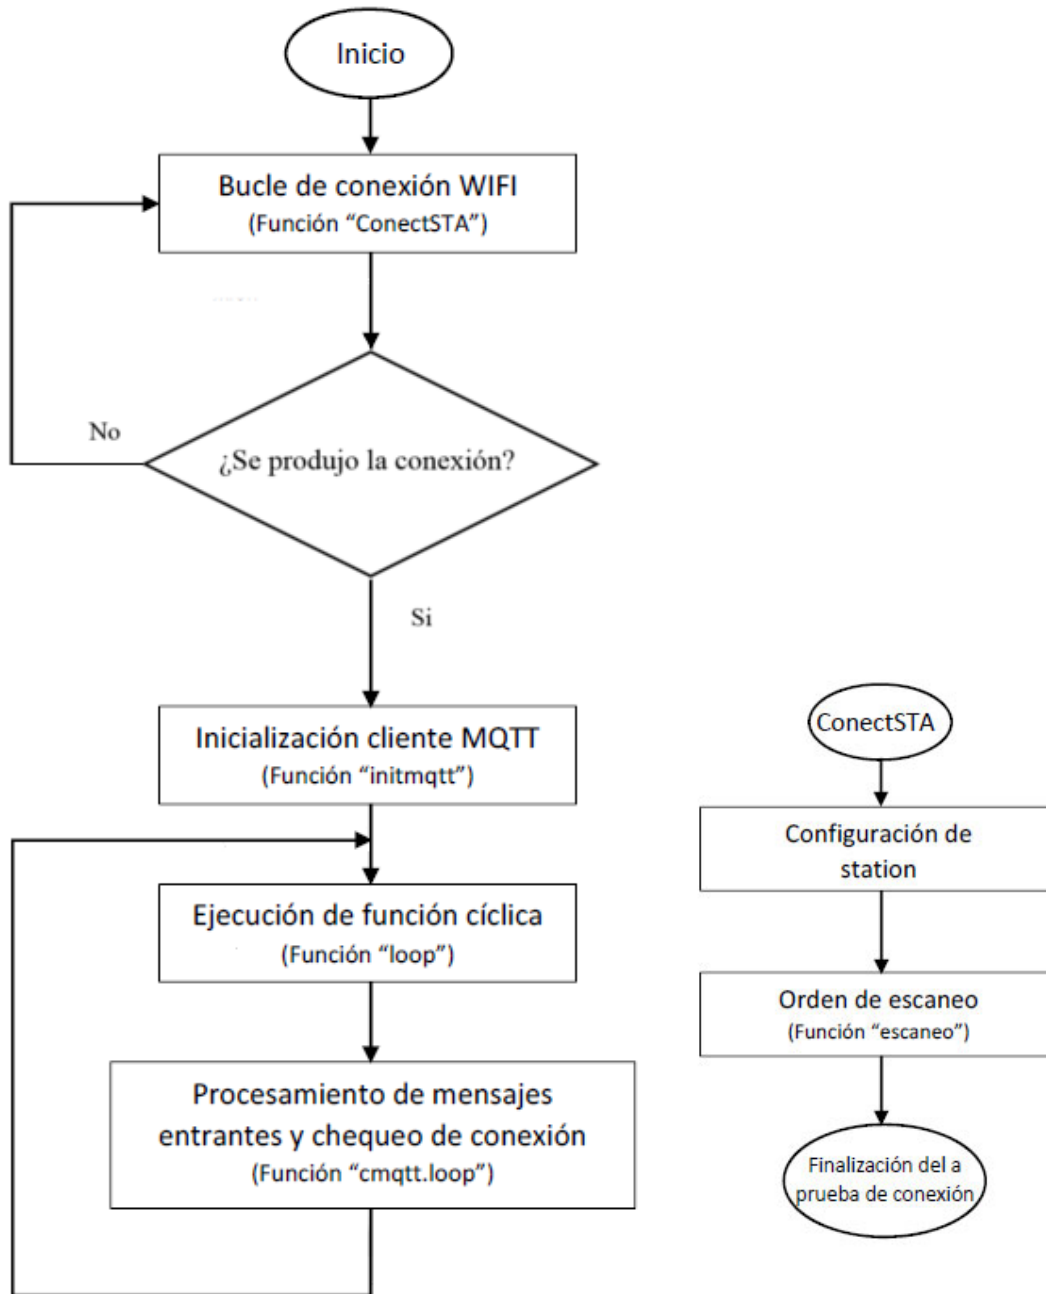 Inicio
Bucle de conexión WIFI
(Función “ConectSTA”)
No
¿Se produjo la conexión?
Si
Inicialización cliente MQTT
(Función “initmqtt”)
Ejecución de función cíclica
(Función “loop”)
Procesamiento de mensajes
entrantes y chequeo de conexión
(Función “cmqtt.loop”)
ConectSTA
Configuración de
station
Orden de escaneo
(Función “escaneo”)
Finalización del a
prueba de conexión